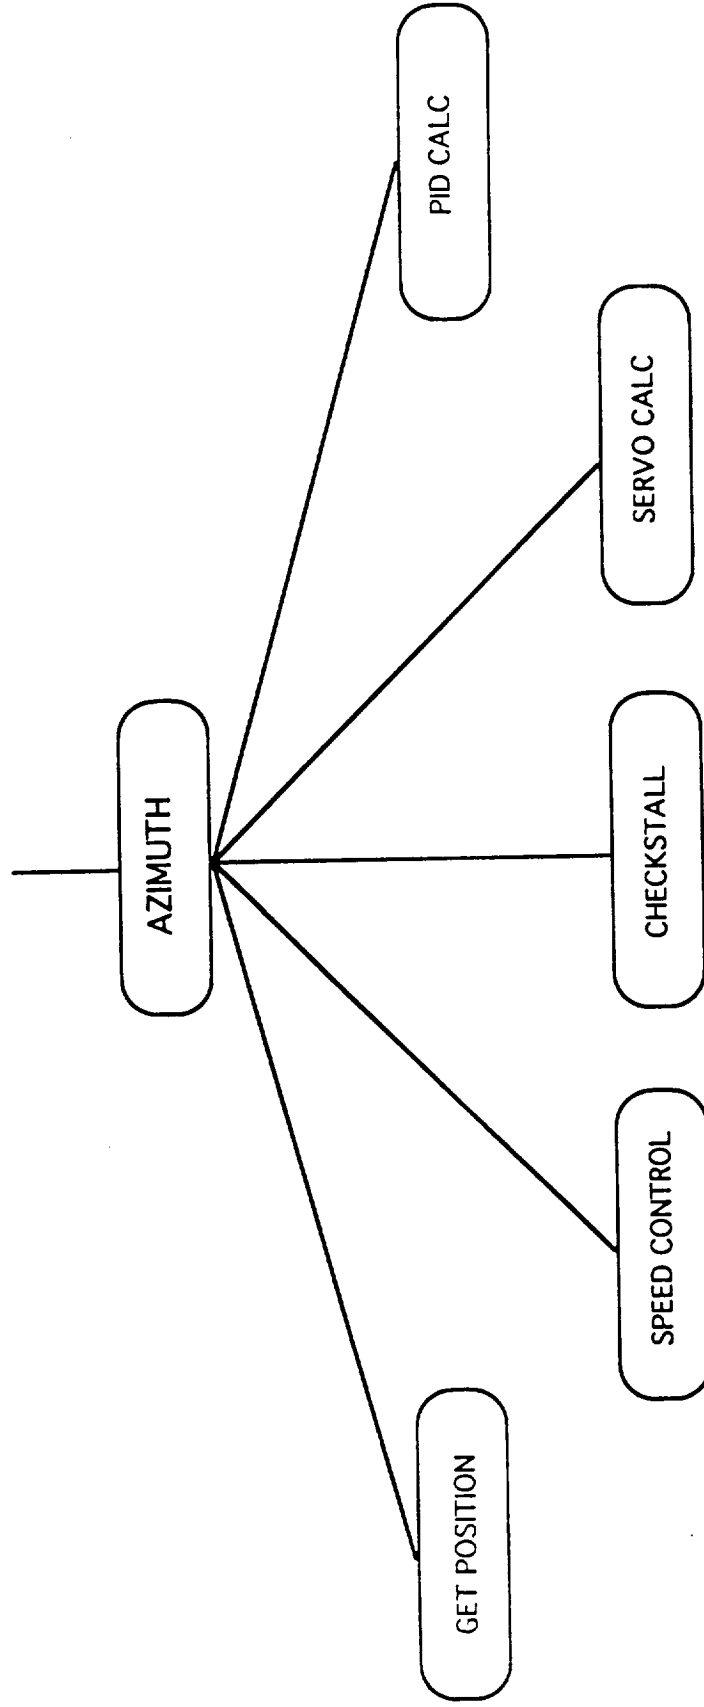 AZIMUTH
GET POSITION
SPEED CONTROL
CHECKSTALL
SERVO CALC
PID CALC